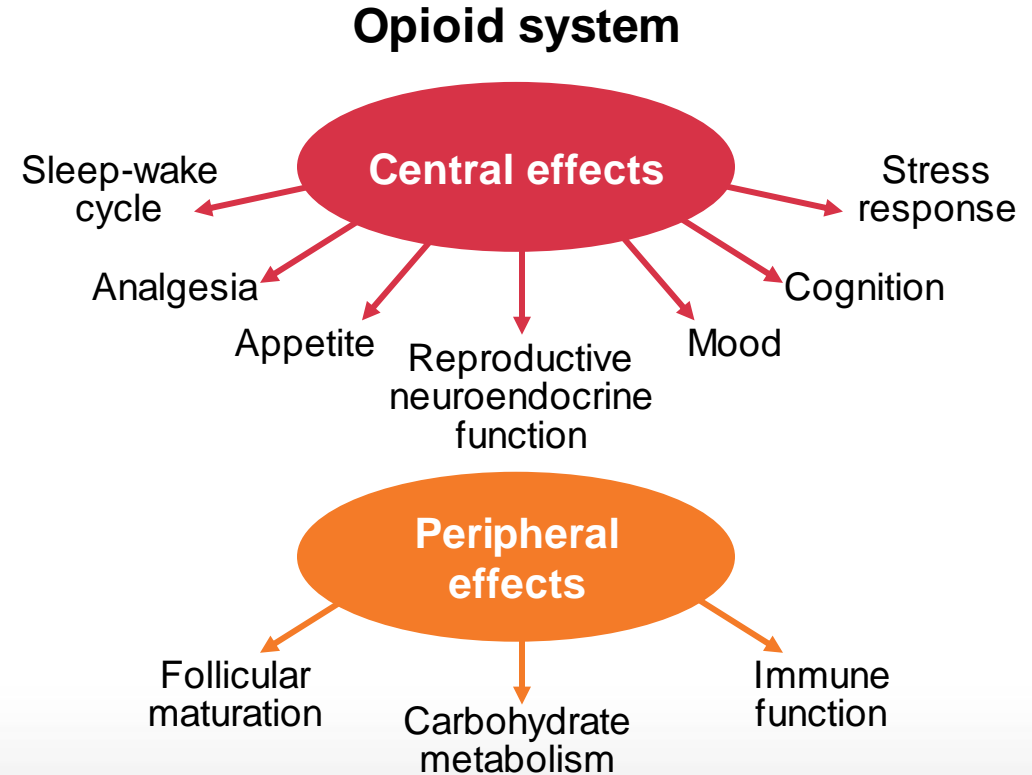 Opioid system
Central effects
Sleep-wake
cycle
Stress
response
Analgesia
Cognition
Appetite
Mood
Reproductive
neuroendocrine
function
Peripheral
effects
Follicular
maturation
Immune
function
Carbohydrate
metabolism